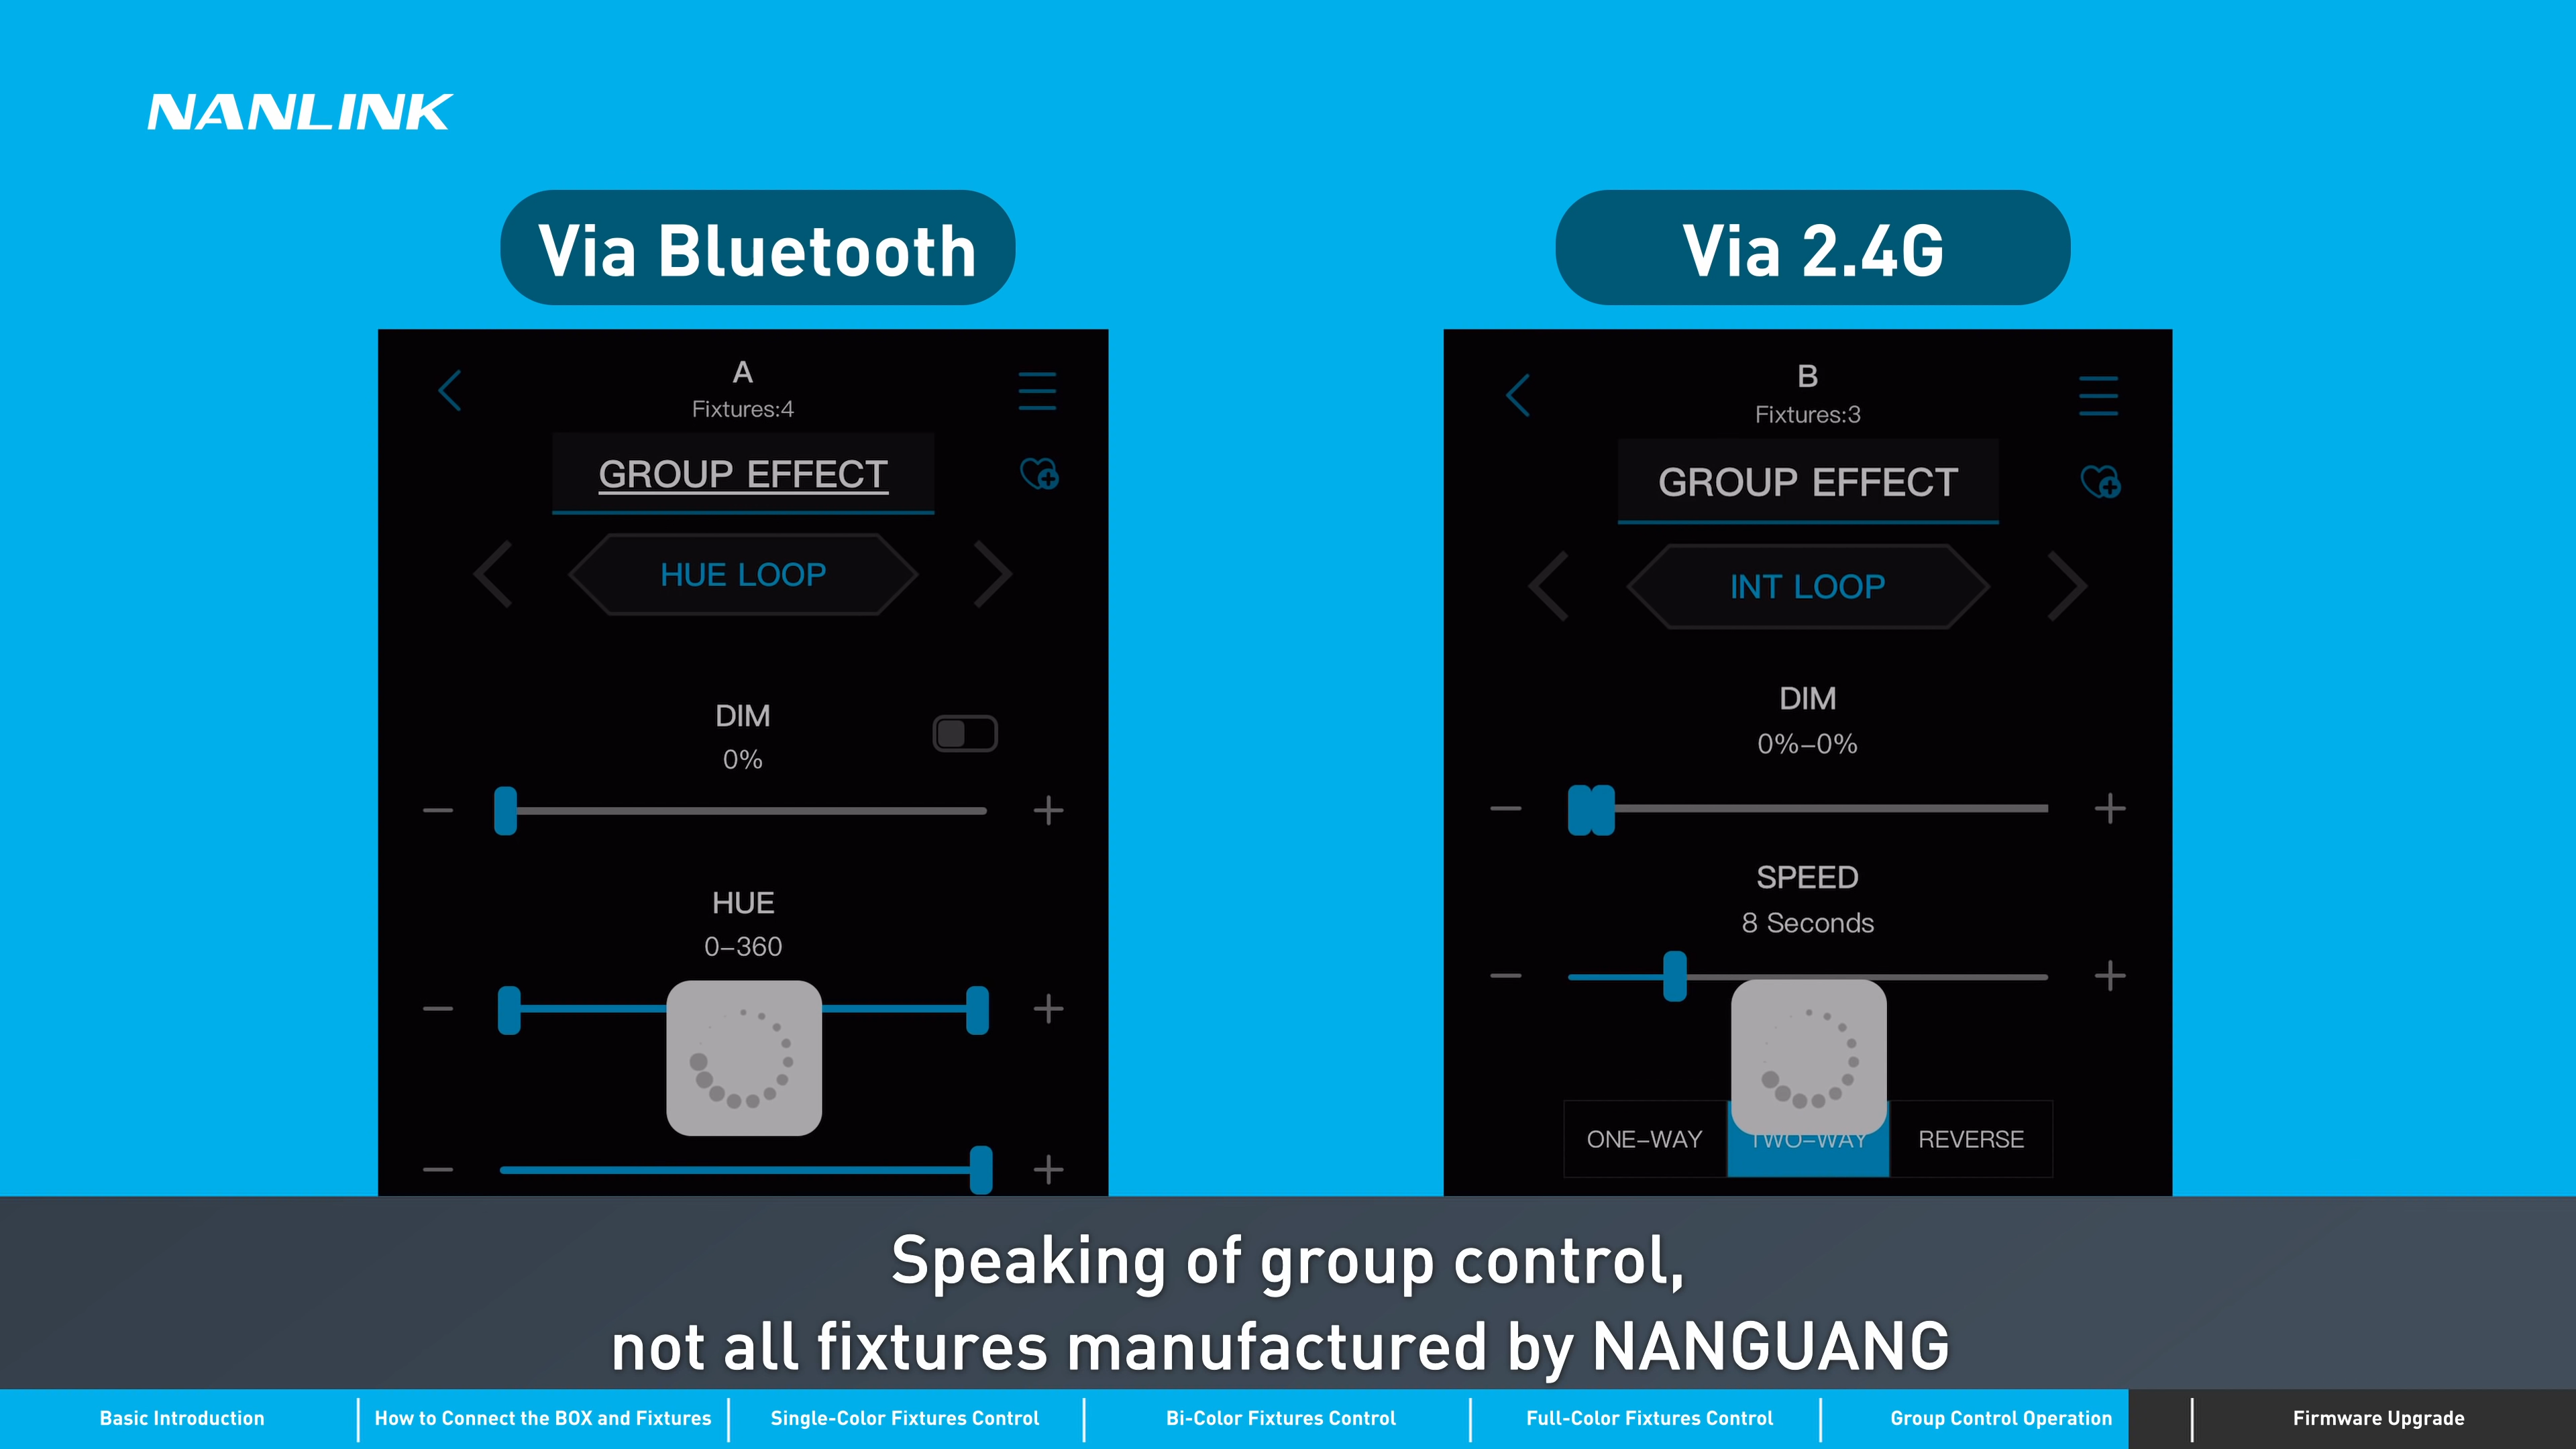 NANLINK
Via Bluetooth
Via 2.4G
A
Fixtures:4
GROUP EFFECT
HUE LOOP
DIM
0%
HUE
0–360
B
Fixtures:3
GROUP EFFECT
INT LOOP
DIM
0%–0%
SPEED
8 Seconds
ONE–WAY
TWO–WAY
REVERSE
Speaking of group control,
not all fixtures manufactured by NANGUANG
Basic Introduction
How to Connect the BOX and Fixtures
Single-Color Fixtures Control
Bi-Color Fixtures Control
Full-Color Fixtures Control
Group Control Operation
Firmware Upgrade